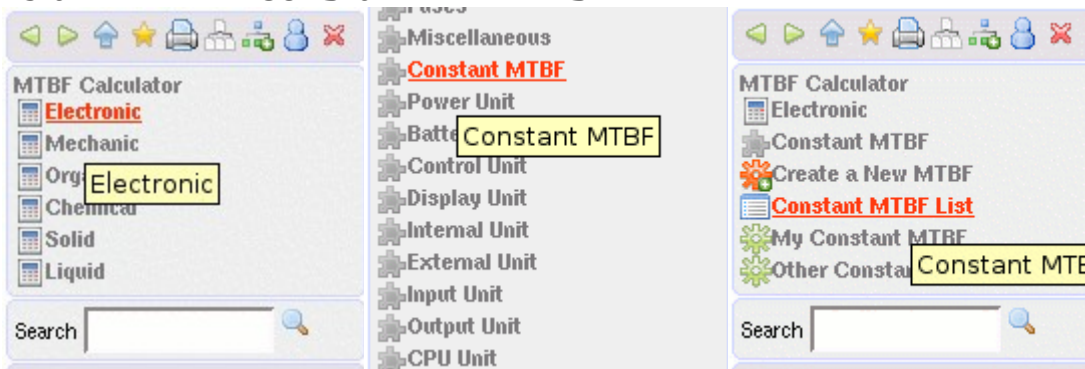 MTBF Calculator
Electronic
Mechanic
Electronic
Solid
Liquid
Search
Miscellaneous
Constant MTBF
Power Unit
Constant MTBF
Control Unit
Display Unit
Internal Unit
External Unit
Input Unit
Output Unit
CPU Unit
MTBF Calculator
Electronic
Constant MTBF
Create a New MTBF
Constant MTBF List
My Constant MTBF
Other
Constant
Search